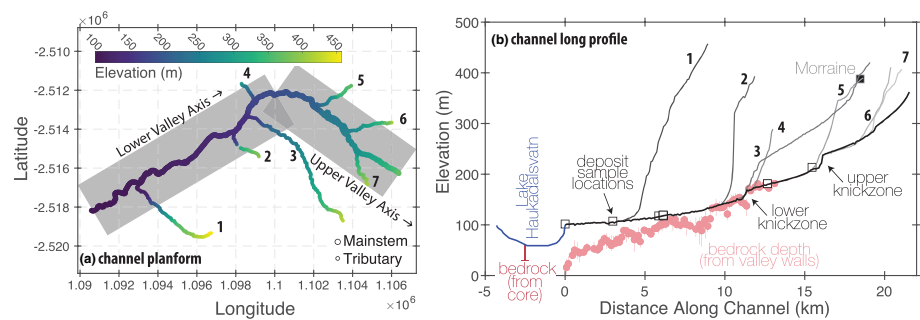 ×10⁶
100 150 200 250 300 350 400 450
Elevation (m)
-2.510
-2.512
-2.514
-2.516
-2.518
-2.520
Latitude
Lower Valley Axis →
Upper Valley Axis →
4
5
6
2
3
7
1
Mainstem
Tributary
(a) channel planform
1.09 1.092 1.094 1.096 1.098 1.100 1.102 1.104 1.106
×10⁶
Longitude
500
400
300
200
100
0
Elevation (m)
(b) channel long profile
1
2
Morraine
5
7
6
4
3
deposit
sample
locations
Lake
Haukadalsvatn
upper
knickzone
lower
knickzone
bedrock depth
(from valley walls)
bedrock
(from
core)
-5 0 5 10 15 20
Distance Along Channel (km)